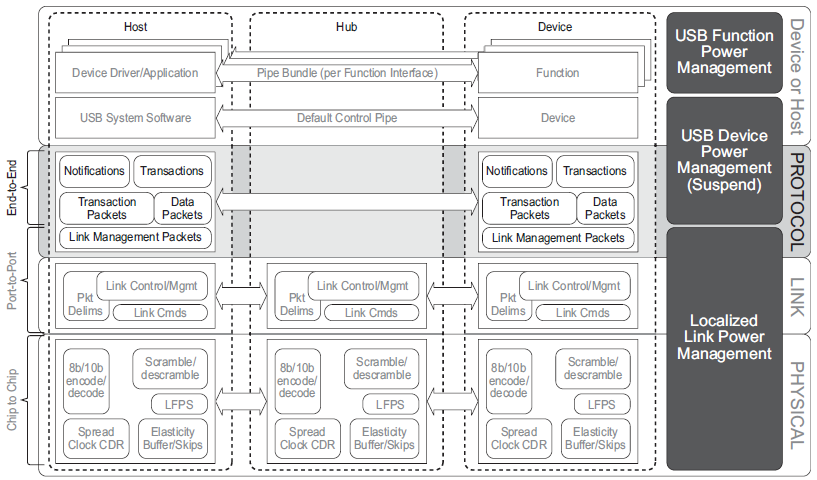 Host
Hub
Device
Device Driver/Application
Pipe Bundle (per Function Interface)
Function
USB System Software
Default Control Pipe
Device
USB Function
Power
Management
Device or Host
End-to-End
Notifications
Transactions
Transaction
Packets
Data
Packets
Link Management Packets
Notifications
Transactions
Transaction
Packets
Data
Packets
Link Management Packets
USB Device
Power
Management
(Suspend)
PROTOCOL
Port-to-Port
Pkt
Delims
Link Control/Mgmt
Link Cmds
Pkt
Delims
Link Control/Mgmt
Link Cmds
Pkt
Delims
Link Control/Mgmt
Link Cmds
LINK
Localized
Link Power
Management
Chip to Chip
8b/10b
encode/
decode
Scramble/
descramble
LFPS
Spread
Clock CDR
Elasticity
Buffer/Skips
8b/10b
encode/
decode
Scramble/
descramble
LFPS
Spread
Clock CDR
Elasticity
Buffer/Skips
8b/10b
encode/
decode
Scramble/
descramble
LFPS
Spread
Clock CDR
Elasticity
Buffer/Skips
PHYSICAL